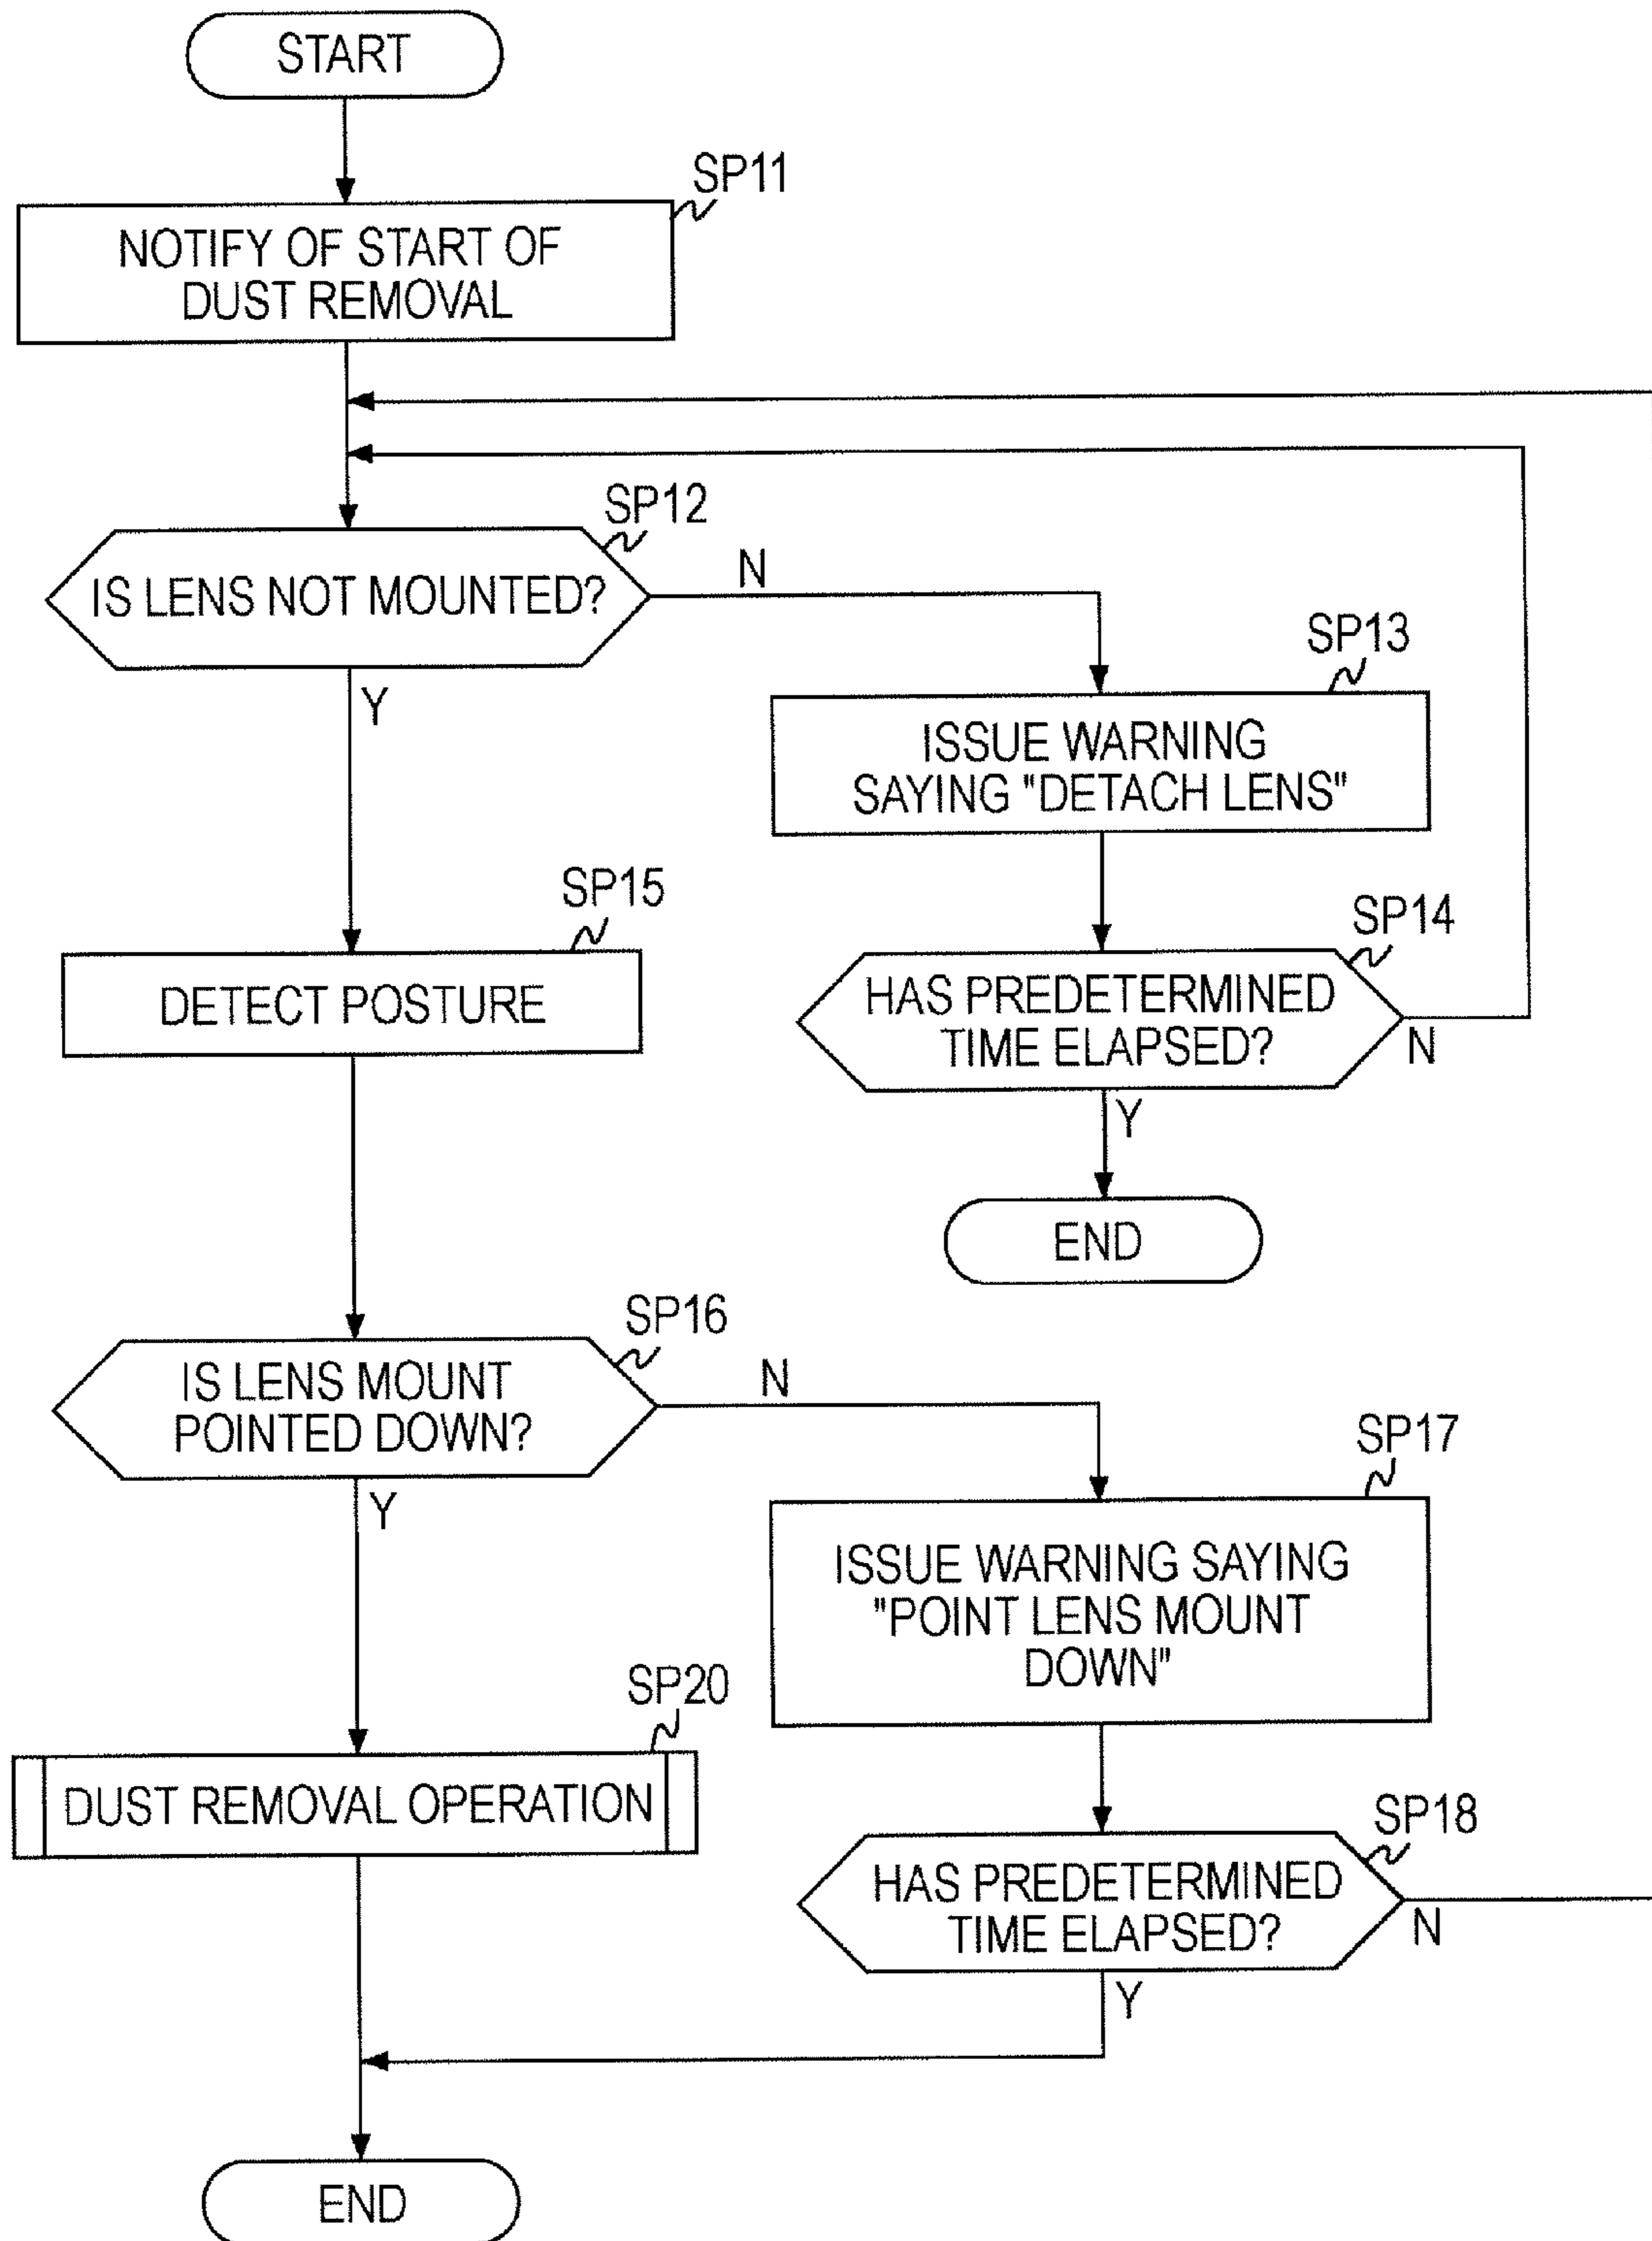 START
SP11
NOTIFY OF START OF
DUST REMOVAL
SP12
IS LENS NOT MOUNTED?
N
Y
SP13
ISSUE WARNING
SAYING "DETACH LENS"
SP14
HAS PREDETERMINED
TIME ELAPSED?
N
Y
END
SP15
DETECT POSTURE
SP16
IS LENS MOUNT
POINTED DOWN?
N
Y
SP17
ISSUE WARNING SAYING
"POINT LENS MOUNT
DOWN"
SP18
HAS PREDETERMINED
TIME ELAPSED?
N
Y
SP20
DUST REMOVAL OPERATION
END